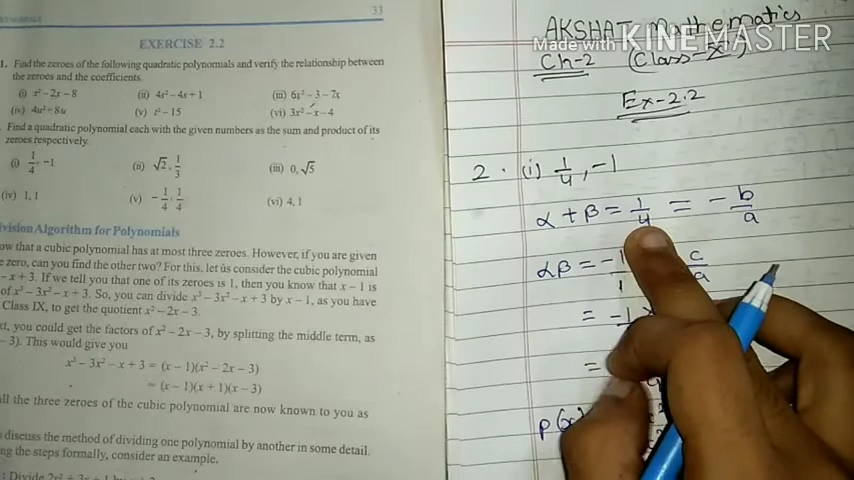 33
EXERCISE 2.2
1. Find the zeroes of the following quadratic polynomials and verify the relationship between
the zeroes and the coefficients.
(i) x² – 2x – 8 (ii) 4s² – 4s + 1 (iii) 6x² – 3 – 7x
(iv) 4u² + 8u (v) t² – 15 (vi) 3x² – x – 4
Find a quadratic polynomial each with the given numbers as the sum and product of its
zeroes respectively.
(i) 1/4, –1 (ii) √2, 1/3 (iii) 0, √5
(iv) 1, 1 (v) –1/4, 1/4 (vi) 4, 1
ivision Algorithm for Polynomials
ow that a cubic polynomial has at most three zeroes. However, if you are given
e zero, can you find the other two? For this, let us consider the cubic polynomial
– x + 3. If we tell you that one of its zeroes is 1, then you know that x – 1 is
of x³ – 3x² – x + 3. So, you can divide x³ – 3x² – x + 3 by x – 1, as you have
Class IX, to get the quotient x² – 2x – 3.
xt, you could get the factors of x² – 2x – 3, by splitting the middle term, as
– 3). This would give you
x³ – 3x² – x + 3 = (x – 1)(x² – 2x – 3)
= (x – 1)(x + 1)(x – 3)
all the three zeroes of the cubic polynomial are now known to you as
discuss the method of dividing one polynomial by another in some detail.
ng the steps formally, consider an example.
AKSHAT Mathematics
Made with KINEMASTER
Ch-2 (Class-X)
Ex-2.2
2. (i) 1/4, -1
α + β = 1/4 = - b/a
αβ = -1/1 c/a
= -1
=
p(x)